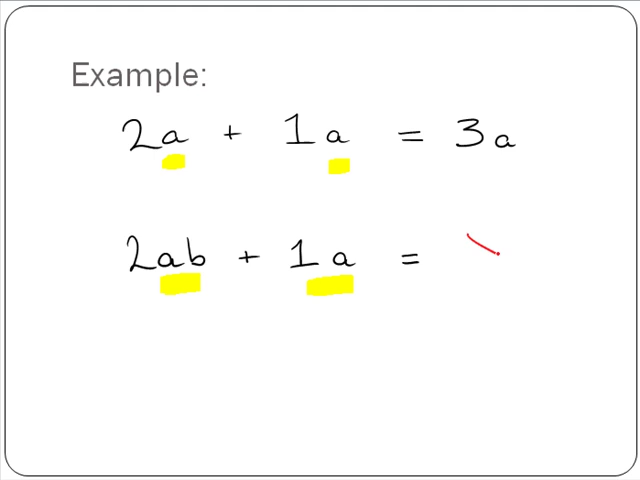 Example:
2a + 1a = 3a
2ab + 1a =